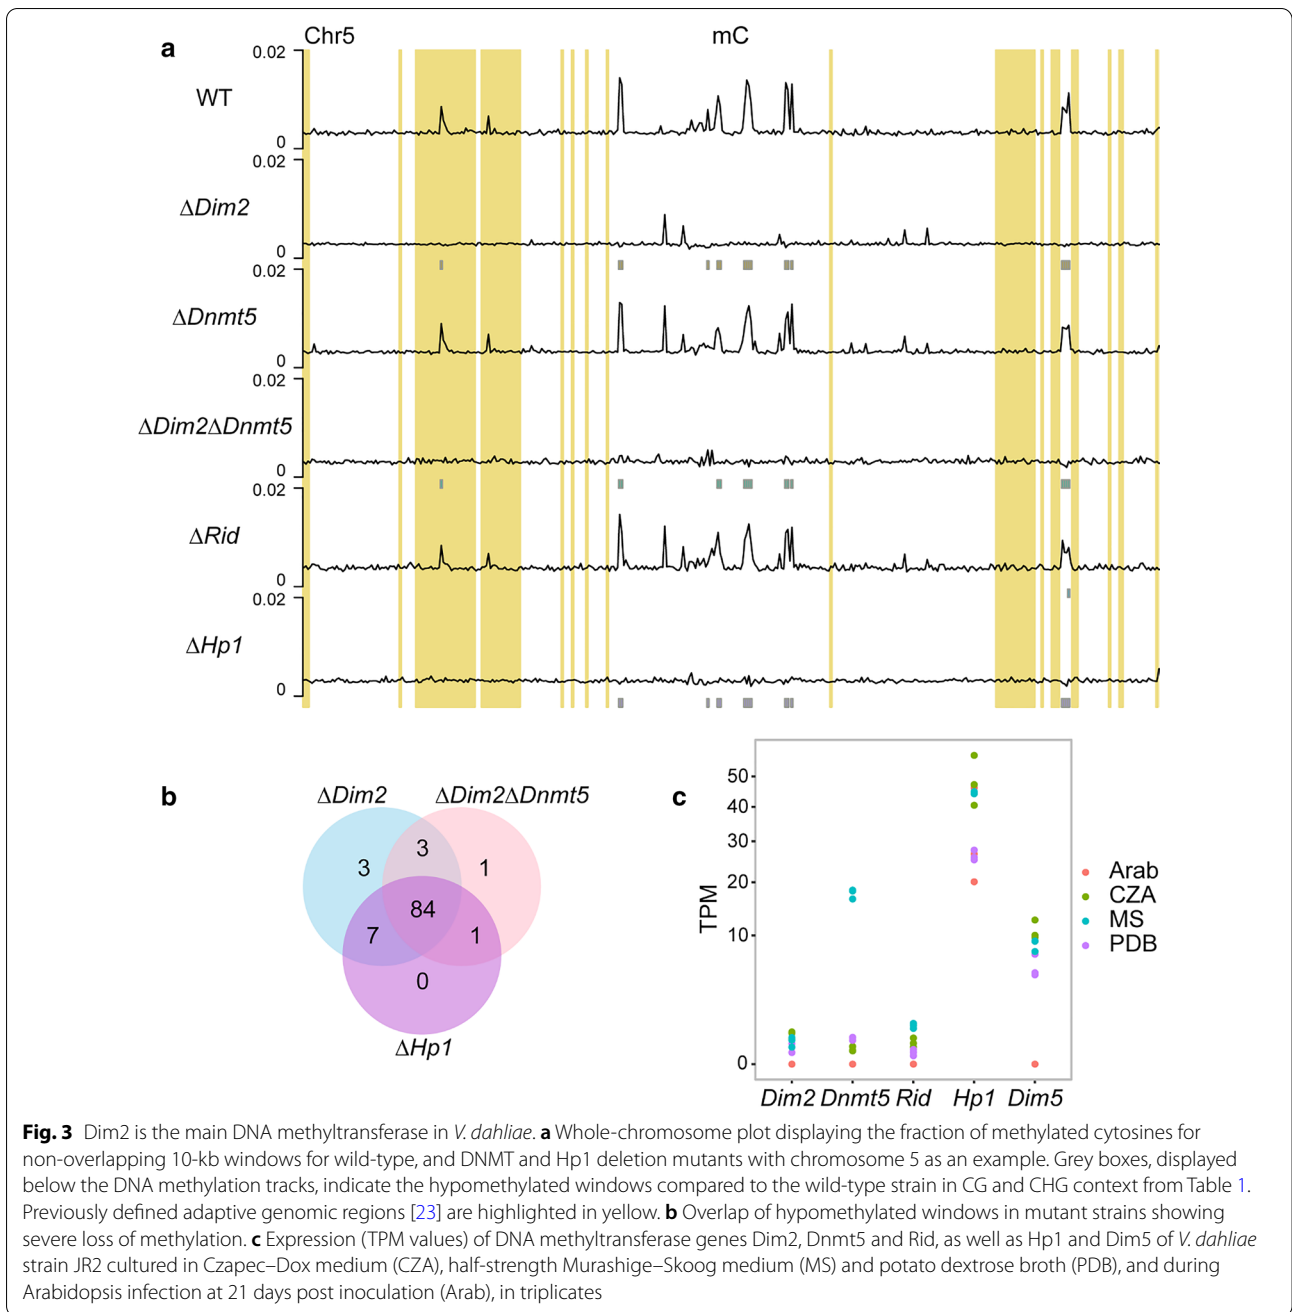 a
Chr5
mC
0.02
WT
0
0.02
ΔDim2
0
0.02
ΔDnmt5
0
0.02
ΔDim2ΔDnmt5
0
0.02
ΔRid
0
0.02
ΔHp1
0
b
ΔDim2
ΔDim2ΔDnmt5
3
3
1
84
7
1
0
ΔHp1
c
TPM
50
40
30
20
10
0
Dim2 Dnmt5 Rid Hp1 Dim5
Arab
CZA
MS
PDB
Fig. 3 Dim2 is the main DNA methyltransferase in V. dahliae. a Whole-chromosome plot displaying the fraction of methylated cytosines for
non-overlapping 10-kb windows for wild-type, and DNMT and Hp1 deletion mutants with chromosome 5 as an example. Grey boxes, displayed
below the DNA methylation tracks, indicate the hypomethylated windows compared to the wild-type strain in CG and CHG context from Table 1.
Previously defined adaptive genomic regions [23] are highlighted in yellow. b Overlap of hypomethylated windows in mutant strains showing
severe loss of methylation. c Expression (TPM values) of DNA methyltransferase genes Dim2, Dnmt5 and Rid, as well as Hp1 and Dim5 of V. dahliae
strain JR2 cultured in Czapec–Dox medium (CZA), half-strength Murashige–Skoog medium (MS) and potato dextrose broth (PDB), and during
Arabidopsis infection at 21 days post inoculation (Arab), in triplicates